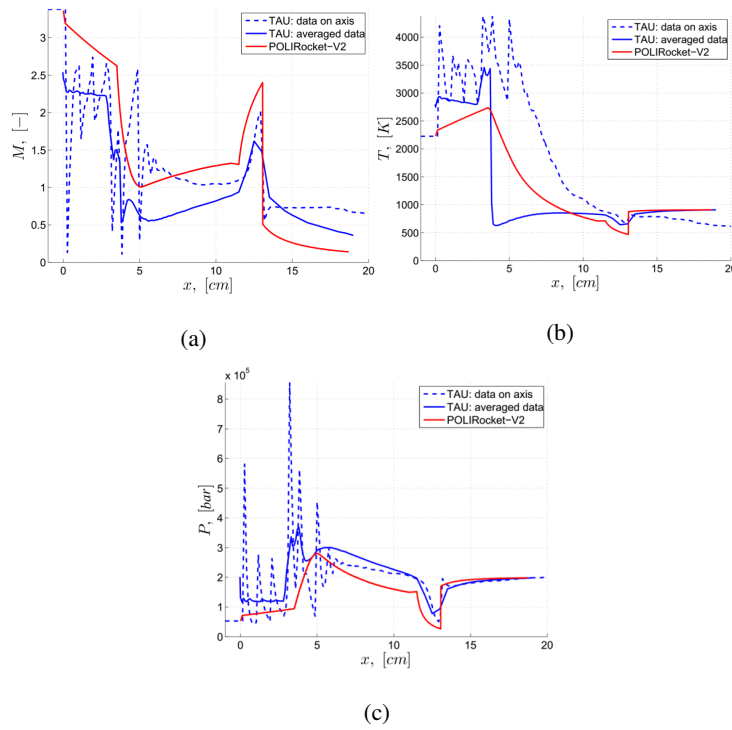 TAU: data on axis
TAU: averaged data
POLIRocket−V2
M, [−]
3
2.5
2
1.5
1
0.5
0
0 5 10 15 20
x, [cm]
(a)
TAU: data on axis
TAU: averaged data
POLIRocket−V2
T, [K]
4000
3500
3000
2500
2000
1500
1000
500
0
0 5 10 15 20
x, [cm]
(b)
x 10⁵
TAU: data on axis
TAU: averaged data
POLIRocket−V2
P, [bar]
8
7
6
5
4
3
2
1
0
0 5 10 15 20
x, [cm]
(c)